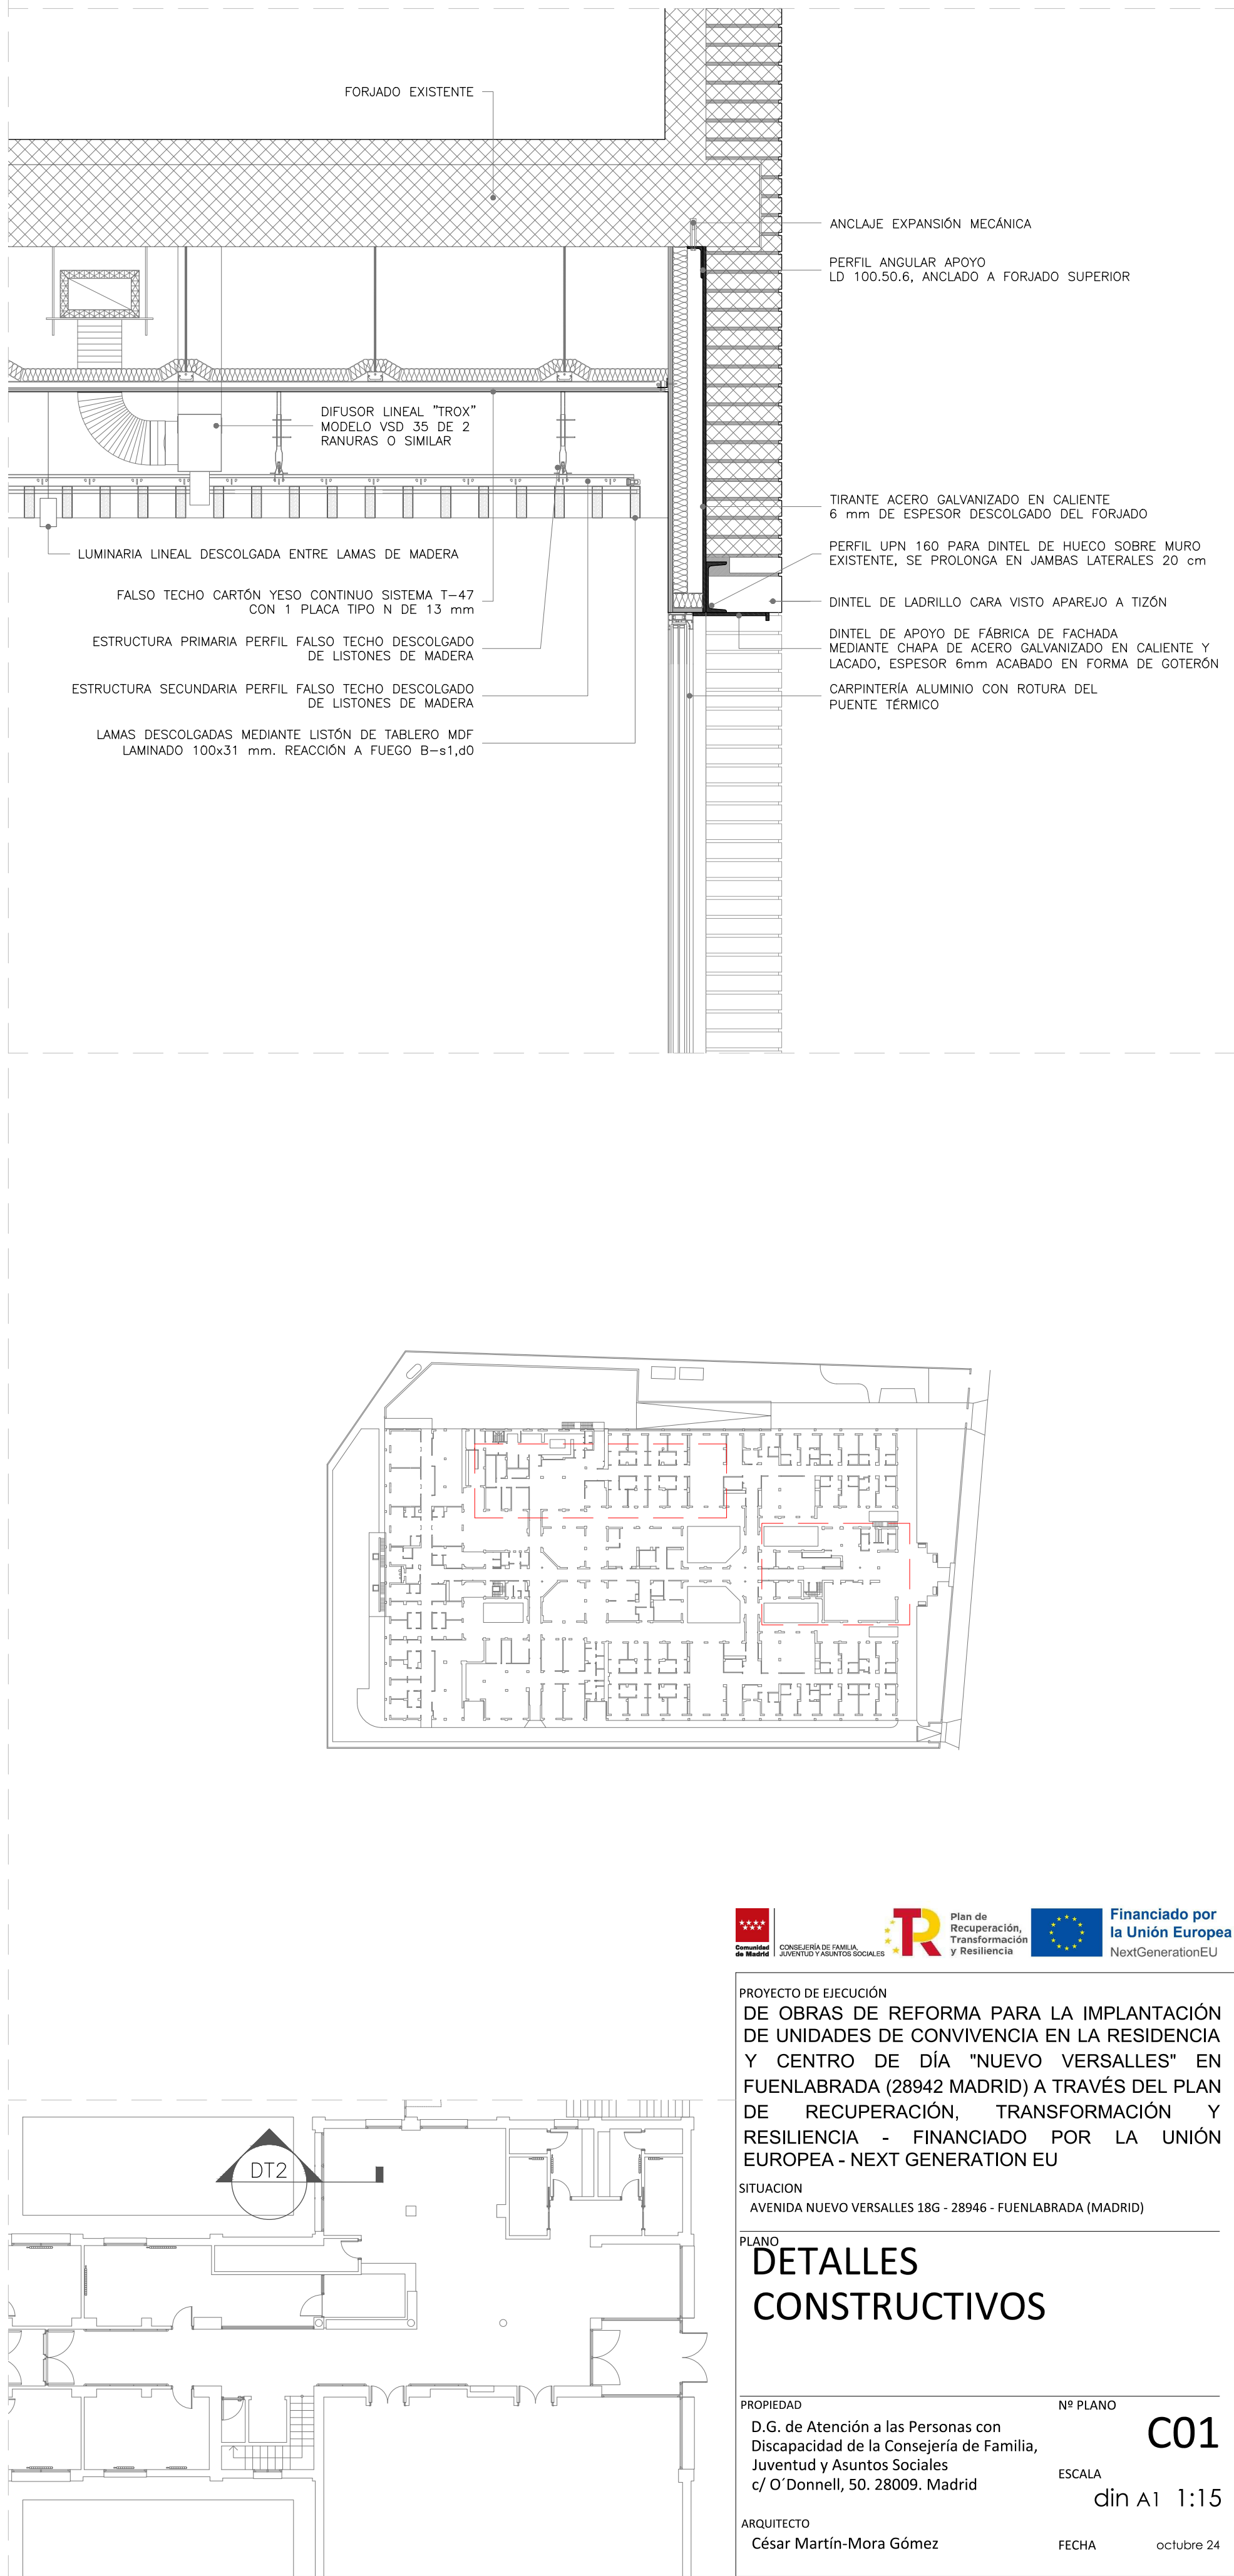 FORJADO EXISTENTE
ANCLAJE EXPANSIÓN MECÁNICA
PERFIL ANGULAR APOYO
LD 100.50.6, ANCLADO A FORJADO SUPERIOR
DIFUSOR LINEAL "TROX"
MODELO VSD 35 DE 2
RANURAS O SIMILAR
TIRANTE ACERO GALVANIZADO EN CALIENTE
6 mm DE ESPESOR DESCOLGADO DEL FORJADO
PERFIL UPN 160 PARA DINTEL DE HUECO SOBRE MURO
EXISTENTE, SE PROLONGA EN JAMBAS LATERALES 20 cm
LUMINARIA LINEAL DESCOLGADA ENTRE LAMAS DE MADERA
FALSO TECHO CARTÓN YESO CONTINUO SISTEMA T-47
CON 1 PLACA TIPO N DE 13 mm
DINTEL DE LADRILLO CARA VISTO APAREJO A TIZÓN
DINTEL DE APOYO DE FÁBRICA DE FACHADA
MEDIANTE CHAPA DE ACERO GALVANIZADO EN CALIENTE Y
LACADO, ESPESOR 6mm ACABADO EN FORMA DE GOTERÓN
ESTRUCTURA PRIMARIA PERFIL FALSO TECHO DESCOLGADO
DE LISTONES DE MADERA
ESTRUCTURA SECUNDARIA PERFIL FALSO TECHO DESCOLGADO
DE LISTONES DE MADERA
CARPINTERÍA ALUMINIO CON ROTURA DEL
PUENTE TÉRMICO
LAMAS DESCOLGADAS MEDIANTE LISTÓN DE TABLERO MDF
LAMINADO 100x31 mm. REACCIÓN A FUEGO B-s1,d0
Comunidad
de Madrid
CONSEJERÍA DE FAMILIA,
JUVENTUD Y ASUNTOS SOCIALES
Plan de
Recuperación,
Transformación
y Resiliencia
Financiado por
la Unión Europea
NextGenerationEU
PROYECTO DE EJECUCIÓN
DE OBRAS DE REFORMA PARA LA IMPLANTACIÓN
DE UNIDADES DE CONVIVENCIA EN LA RESIDENCIA
Y CENTRO DE DÍA "NUEVO VERSALLES" EN
FUENLABRADA (28942 MADRID) A TRAVÉS DEL PLAN
DE RECUPERACIÓN, TRANSFORMACIÓN Y
RESILIENCIA - FINANCIADO POR LA UNIÓN
EUROPEA - NEXT GENERATION EU
SITUACION
AVENIDA NUEVO VERSALLES 18G - 28946 - FUENLABRADA (MADRID)
DT2
PLANO
DETALLES
CONSTRUCTIVOS
PROPIEDAD
D.G. de Atención a las Personas con
Discapacidad de la Consejería de Familia,
Juventud y Asuntos Sociales
c/ O´Donnell, 50. 28009. Madrid
Nº PLANO
C01
ESCALA
din A1 1:15
ARQUITECTO
César Martín-Mora Gómez
FECHA
octubre 24